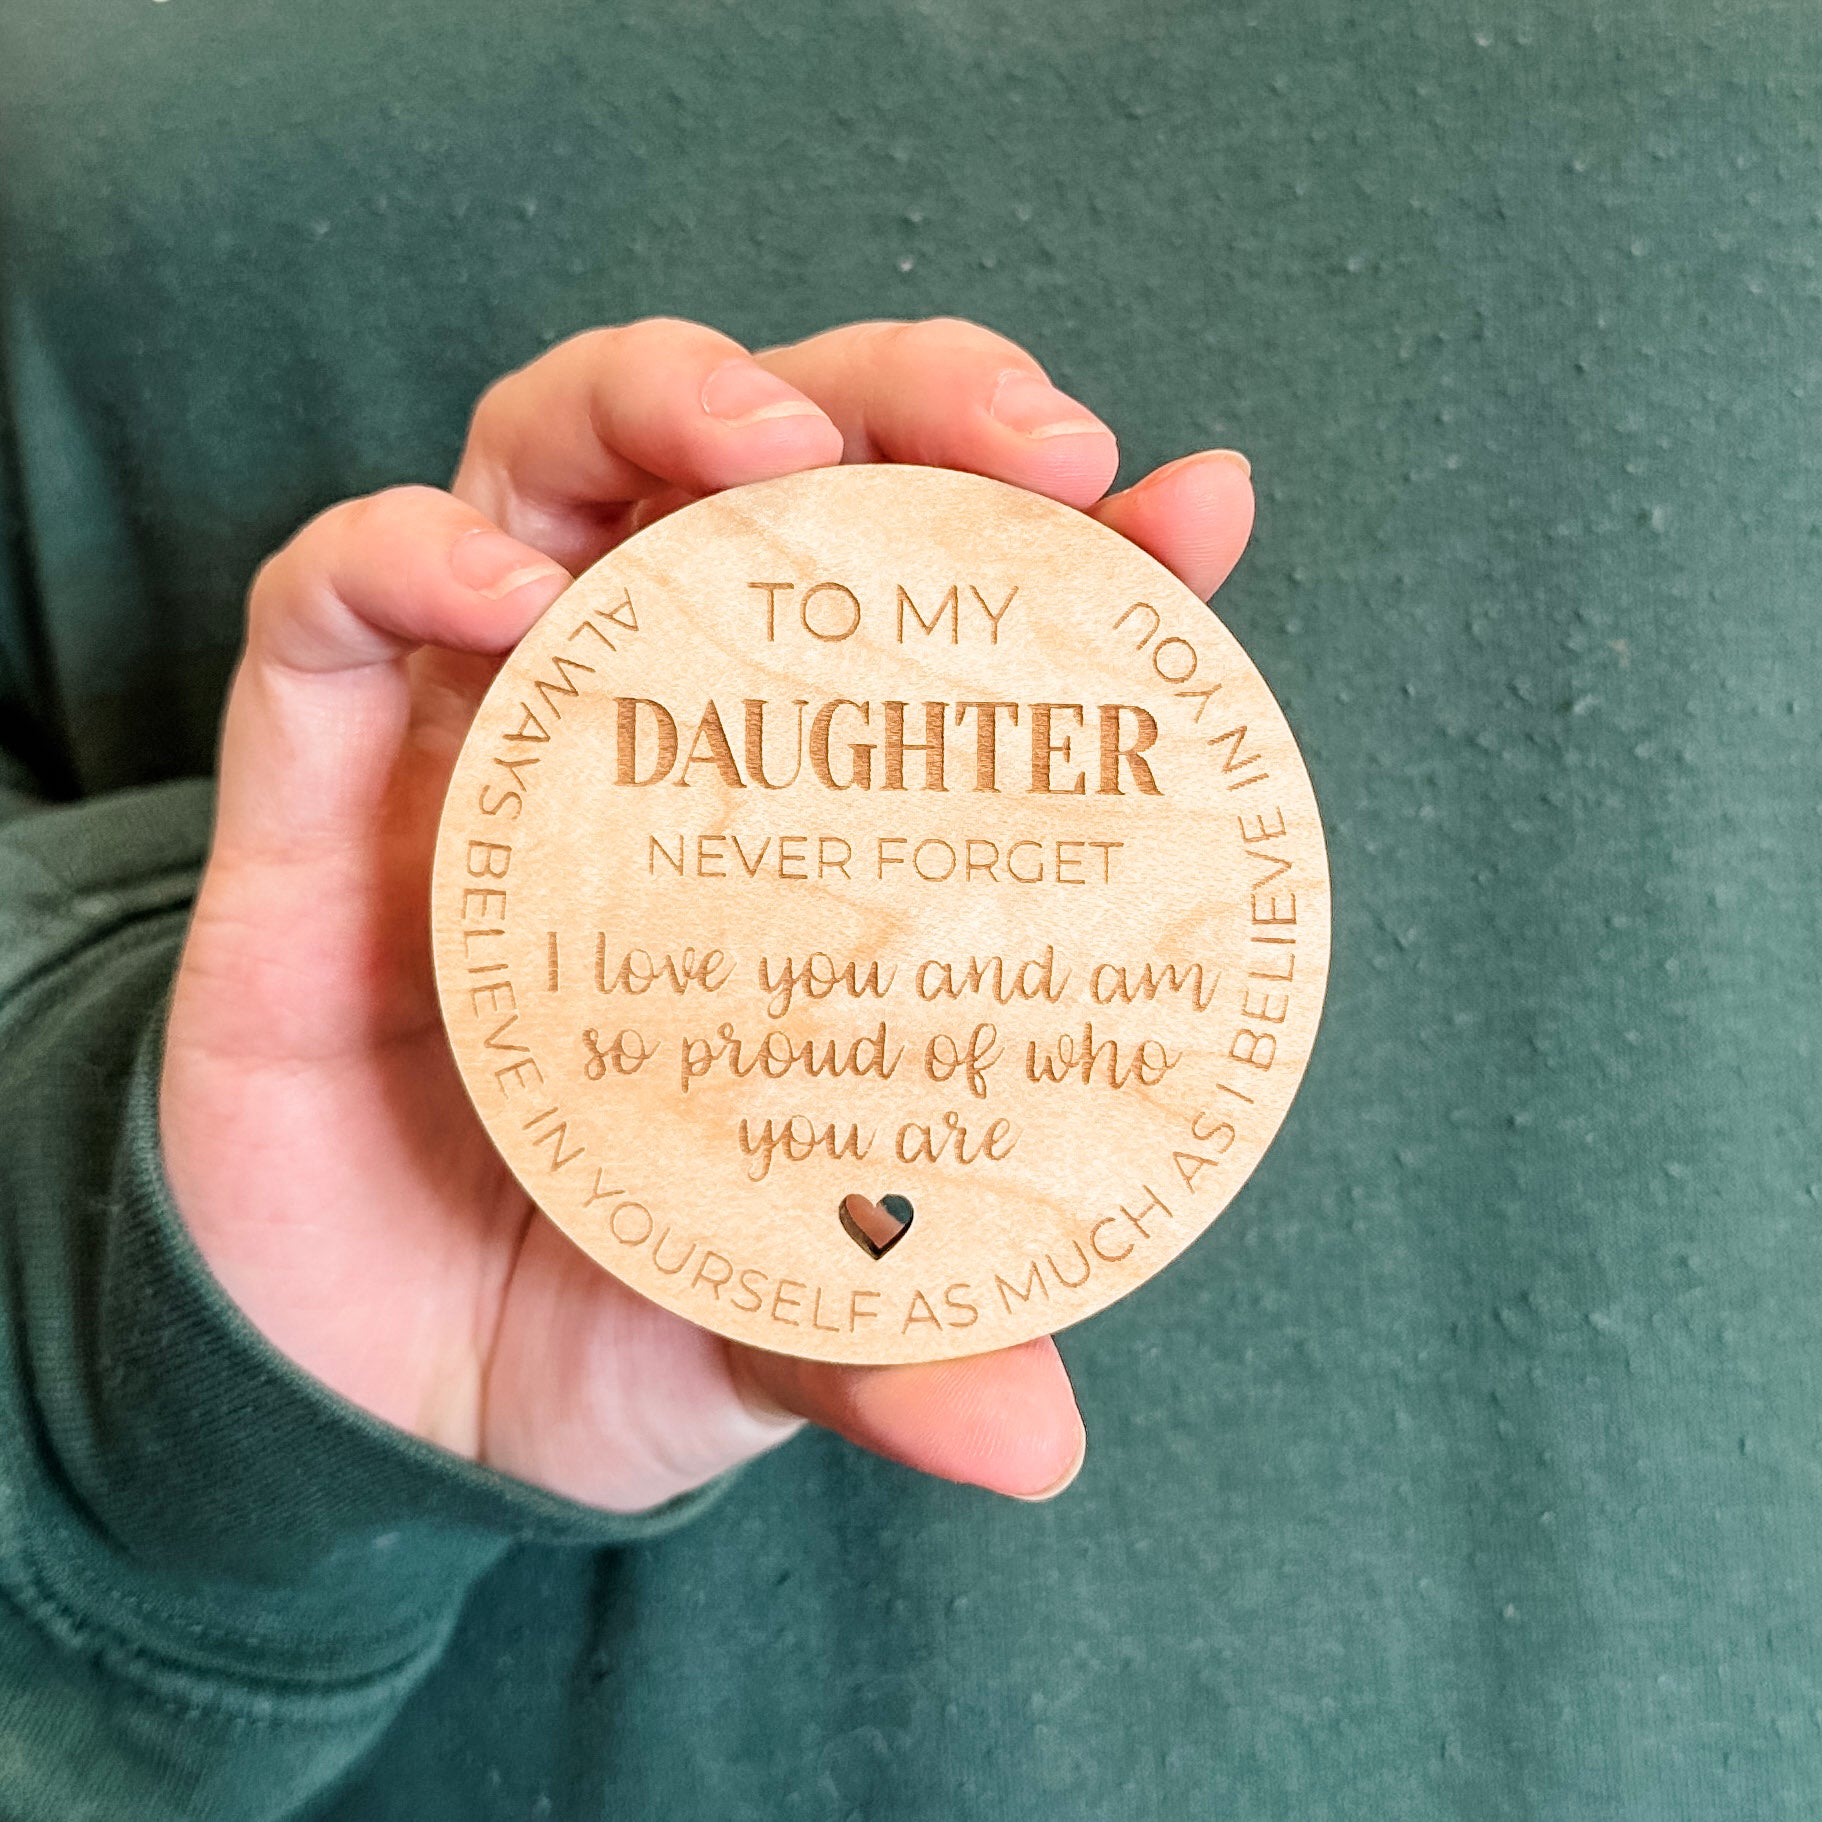 TO MY
DAUGHTER
NEVER FORGET
I love you and am
so proud of who
you are
ALWAYS BELIEVE IN YOURSELF AS MUCH AS I BELIEVE IN YOU